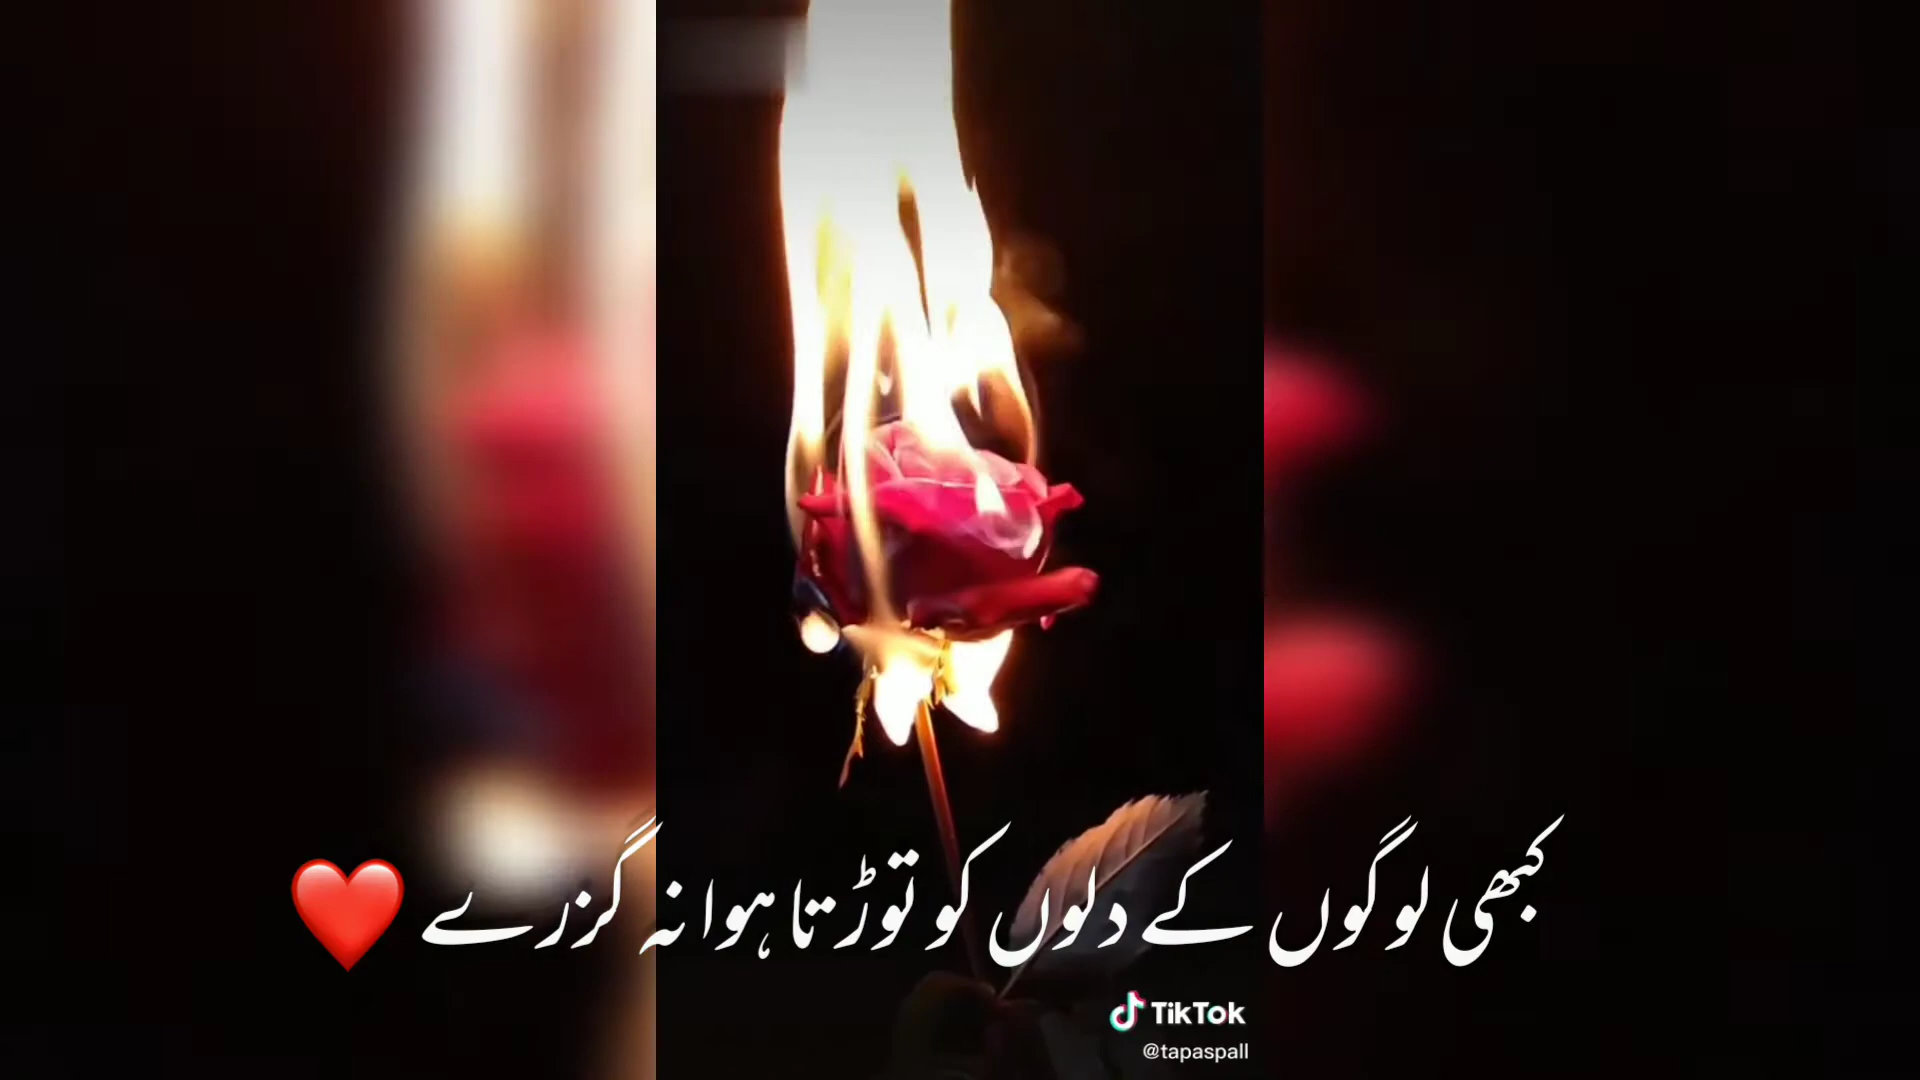 کبھی لوگوں کے دلوں کو توڑتا ہوا نہ گزرے ❤️
TikTok
@tapaspall